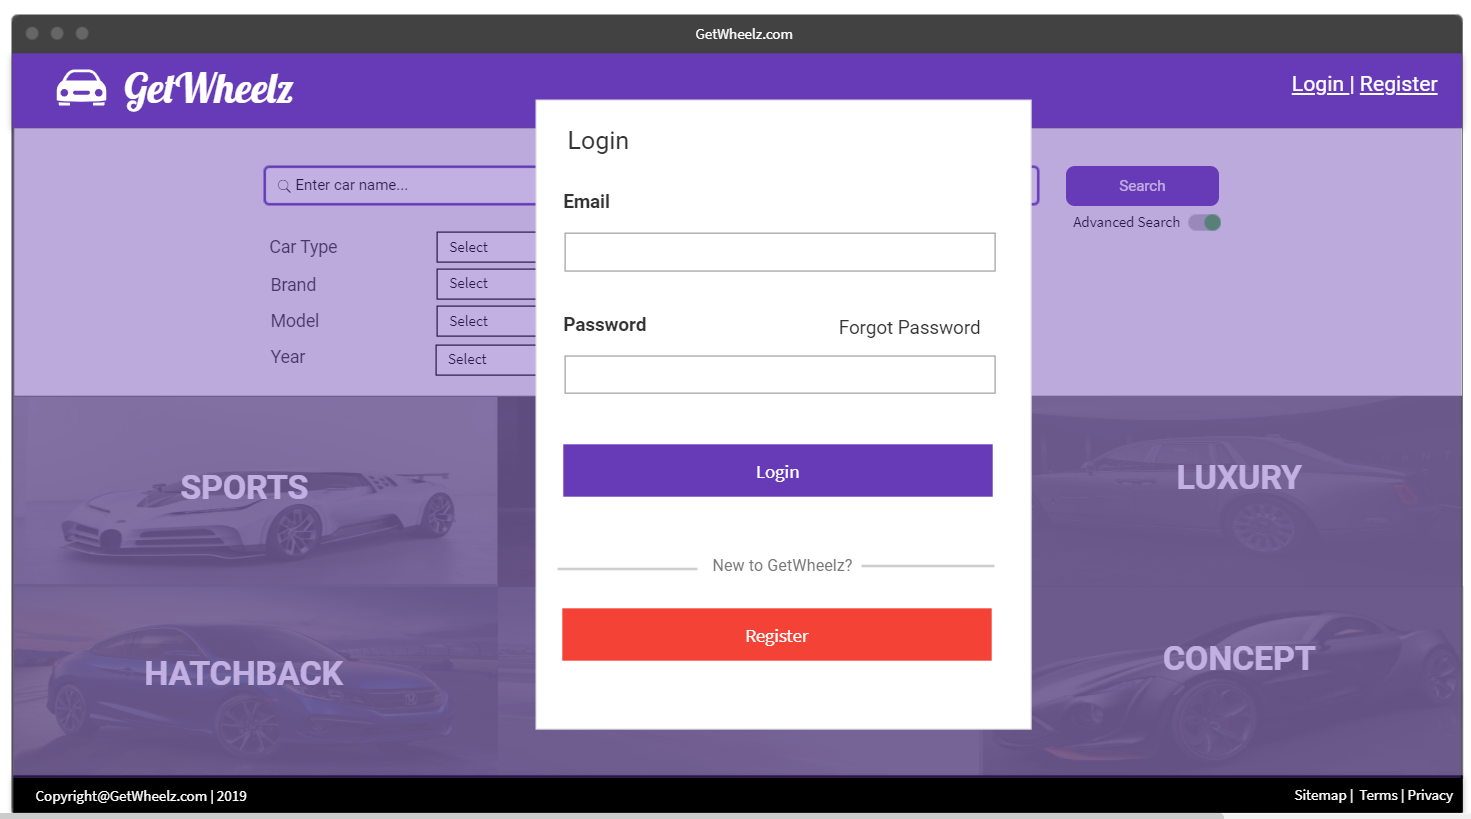 GetWheelz.com
GetWheelz
Login | Register
Login
Enter car name...
Search
Email
Advanced Search
Car Type
Select
Brand
Select
Model
Select
Password
Forgot Password
Year
Select
Login
SPORTS
LUXURY
New to GetWheelz?
Register
HATCHBACK
CONCEPT
Copyright@GetWheelz.com | 2019
Sitemap | Terms | Privacy